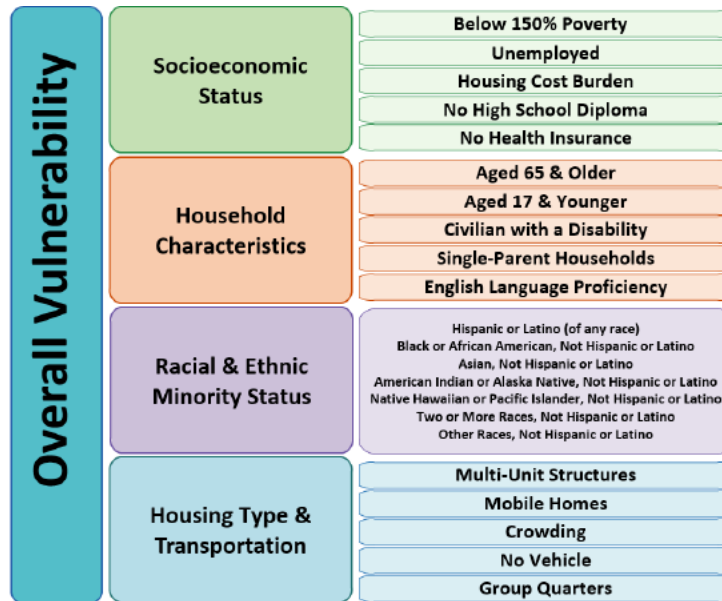 Overall Vulnerability
Socioeconomic
Status
Below 150% Poverty
Unemployed
Housing Cost Burden
No High School Diploma
No Health Insurance
Household
Characteristics
Aged 65 & Older
Aged 17 & Younger
Civilian with a Disability
Single-Parent Households
English Language Proficiency
Racial & Ethnic
Minority Status
Hispanic or Latino (of any race)
Black or African American, Not Hispanic or Latino
Asian, Not Hispanic or Latino
American Indian or Alaska Native, Not Hispanic or Latino
Native Hawaiian or Pacific Islander, Not Hispanic or Latino
Two or More Races, Not Hispanic or Latino
Other Races, Not Hispanic or Latino
Housing Type &
Transportation
Multi-Unit Structures
Mobile Homes
Crowding
No Vehicle
Group Quarters